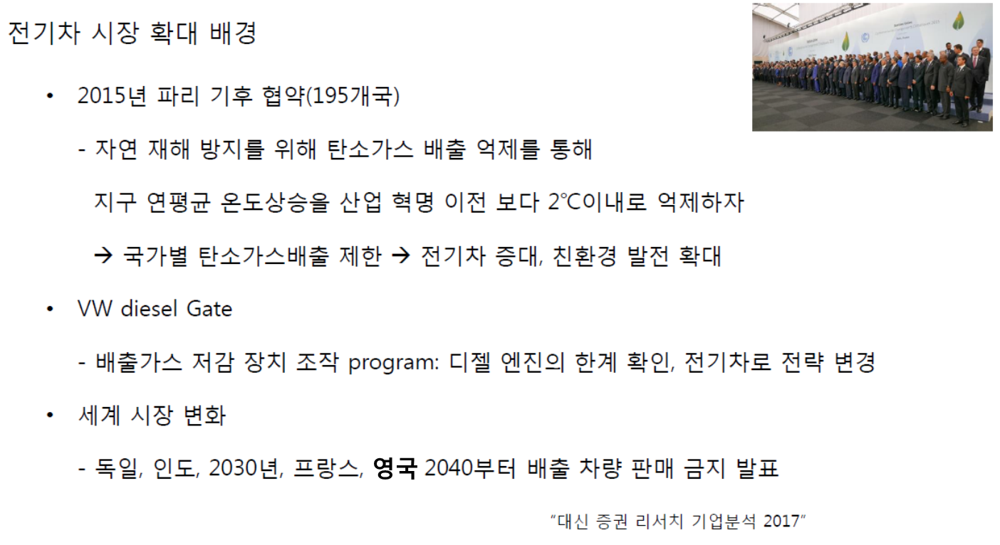 전기차 시장 확대 배경
• 2015년 파리 기후 협약(195개국)
- 자연 재해 방지를 위해 탄소가스 배출 억제를 통해
지구 연평균 온도상승을 산업 혁명 이전 보다 2℃이내로 억제하자
→ 국가별 탄소가스배출 제한 → 전기차 증대, 친환경 발전 확대
• VW diesel Gate
- 배출가스 저감 장치 조작 program: 디젤 엔진의 한계 확인, 전기차로 전략 변경
• 세계 시장 변화
- 독일, 인도, 2030년, 프랑스, 영국 2040부터 배출 차량 판매 금지 발표
“대신 증권 리서치 기업분석 2017”